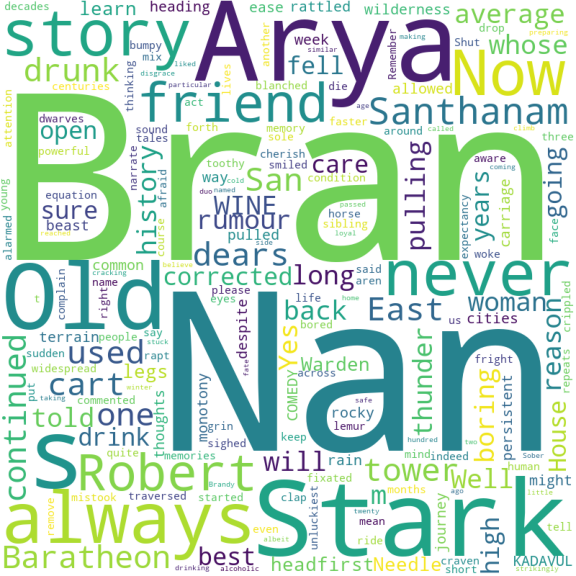 decades learn ease rattled wilderness
heading Arya average
story week another whose
bumpy fell Remember Shut drop
drunk mix thinking lives allowed
centuries disgrace liked similar making preparing
particular blanched die Now
friend Santhanam
attention dwarves act age faster called climb
open powerful sound forth memory around three
Bran
young narrate tales cherish sole aware coming
history afraid toothy smiled care condition expectancy
alarmed equation way cold San duo named horse passed side pulling years carriage going
sure beast course rumour WINE sibling loyal woke face
dears pulled
common corrected long said believe crippled
Old name please eyes aren never
complain t right life bored us
terrain people back East woman cities
cracking home reason
used sudden say rapt Nan despite Yes Warden
widespread put commented across fright stuck winter
cart legs fate thunder House
continued told one monotony rocky taking safe boring persistent
thoughts grin lemur COMEDY clap repeats
s drink quite memories sighed keep rain hundred two
traversed started unluckiest mind human
Robert will tower Well might
fixated indeed Sober
m journey
mistook Brandy months ago little
always Stark
remove even twenty mean ride craven tell
albeit high
Baratheon best headfirst Needle KADAVUL
drinking alcoholic short strikingly